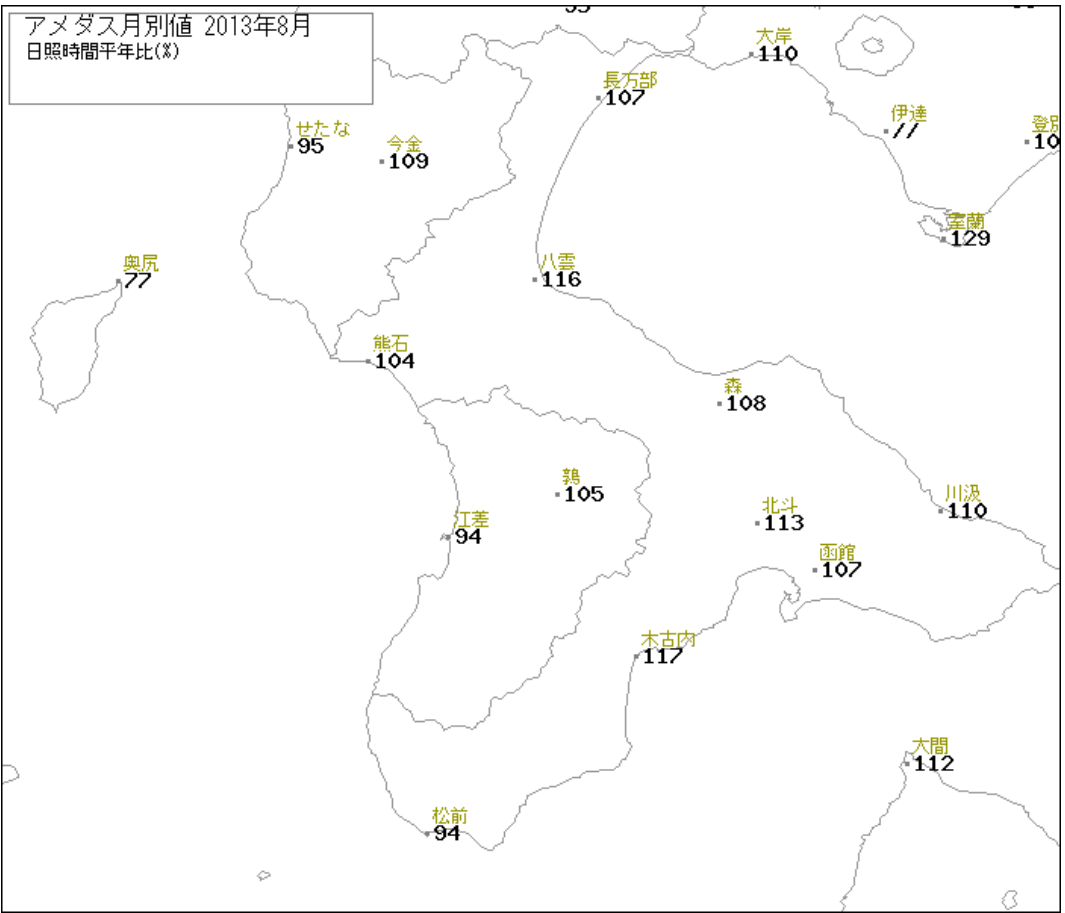 アメダス月別値 2013年8月
日照時間平年比(%)
大岸
110
長万部
107
伊達
//
登別
10
せたな
95
今金
109
室蘭
129
奥尻
77
八雲
116
熊石
104
森
108
鶉
105
川汲
110
北斗
113
江差
94
函館
107
木古内
117
大間
112
松前
94